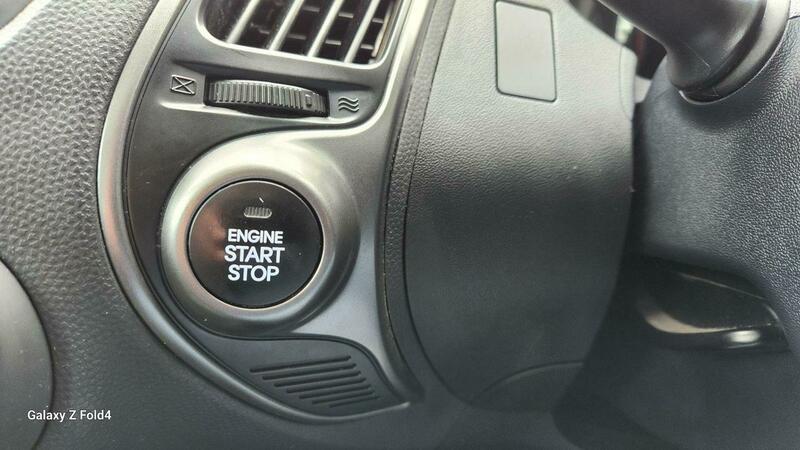 ENGINE
START
STOP
Galaxy Z Fold4